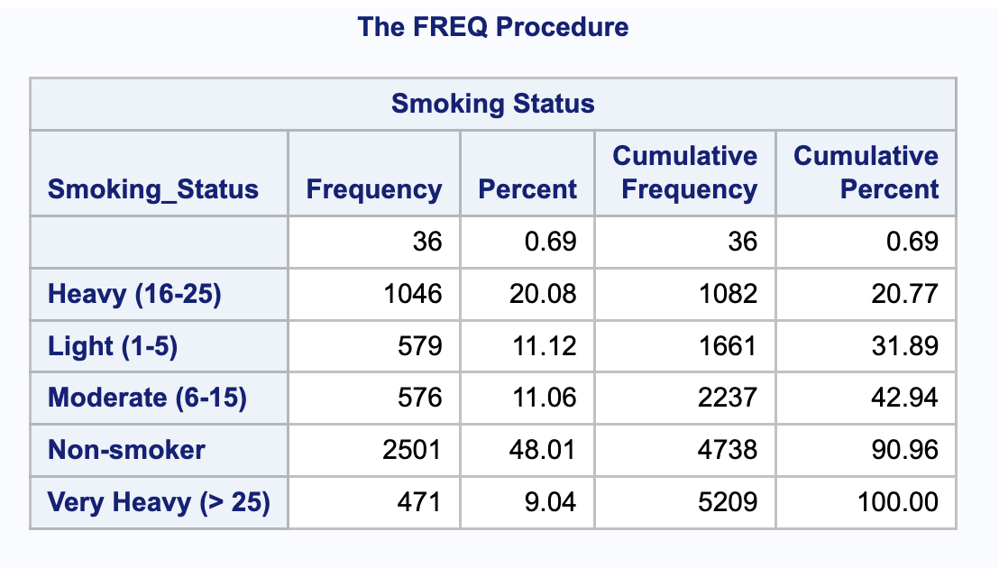 The FREQ Procedure
Smoking Status
Smoking_Status Frequency Percent Cumulative Frequency Cumulative Percent
36 0.69 36 0.69
Heavy (16-25) 1046 20.08 1082 20.77
Light (1-5) 579 11.12 1661 31.89
Moderate (6-15) 576 11.06 2237 42.94
Non-smoker 2501 48.01 4738 90.96
Very Heavy (> 25) 471 9.04 5209 100.00